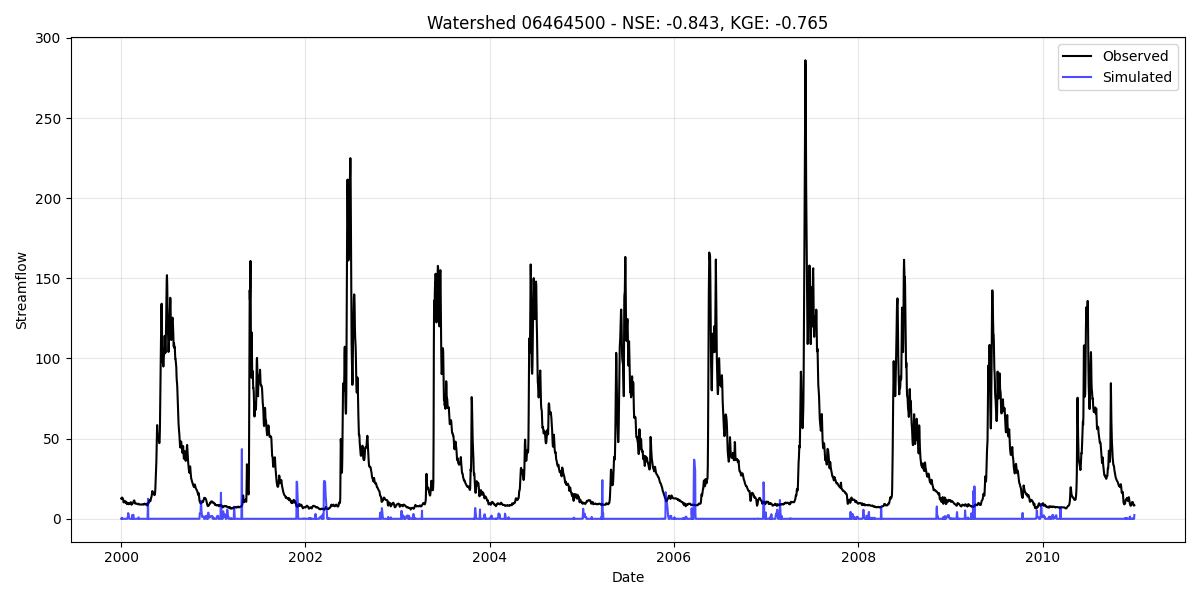 Watershed 06464500 - NSE: -0.843, KGE: -0.765
Observed
Simulated
Streamflow
300
250
200
150
100
50
0
2000 2002 2004 2006 2008 2010
Date